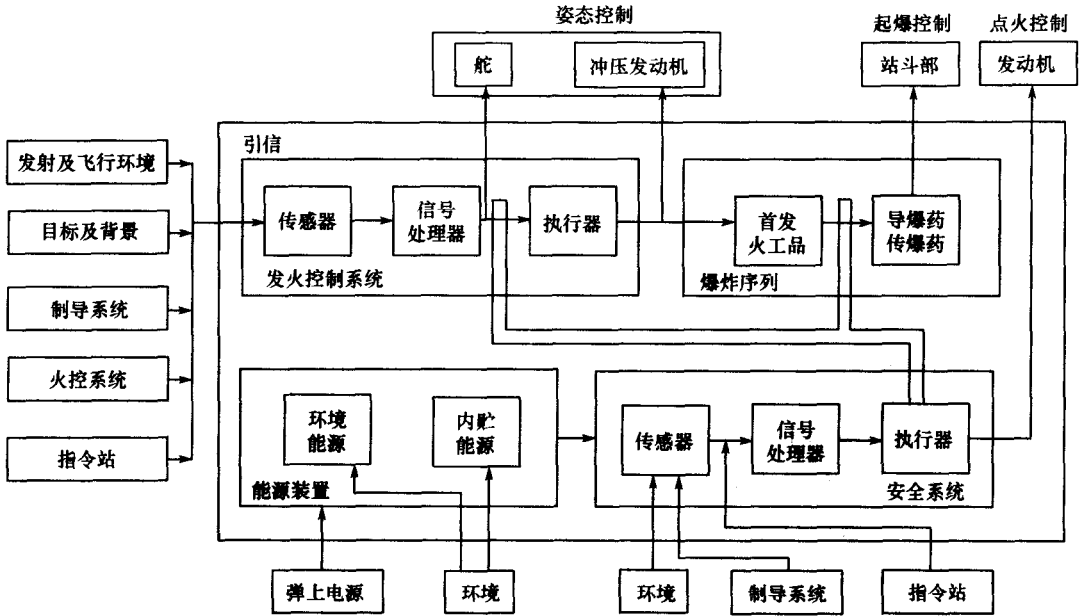 姿态控制
起爆控制
点火控制
舵
冲压发动机
站斗部
发动机
引信
发射及飞行环境
目标及背景
制导系统
火控系统
指令站
传感器
信号
处理器
执行器
发火控制系统
首发
火工品
导爆药
传爆药
爆炸序列
环境
能源
内贮
能源
能源装置
传感器
信号
处理器
执行器
安全系统
弹上电源
环境
环境
制导系统
指令站